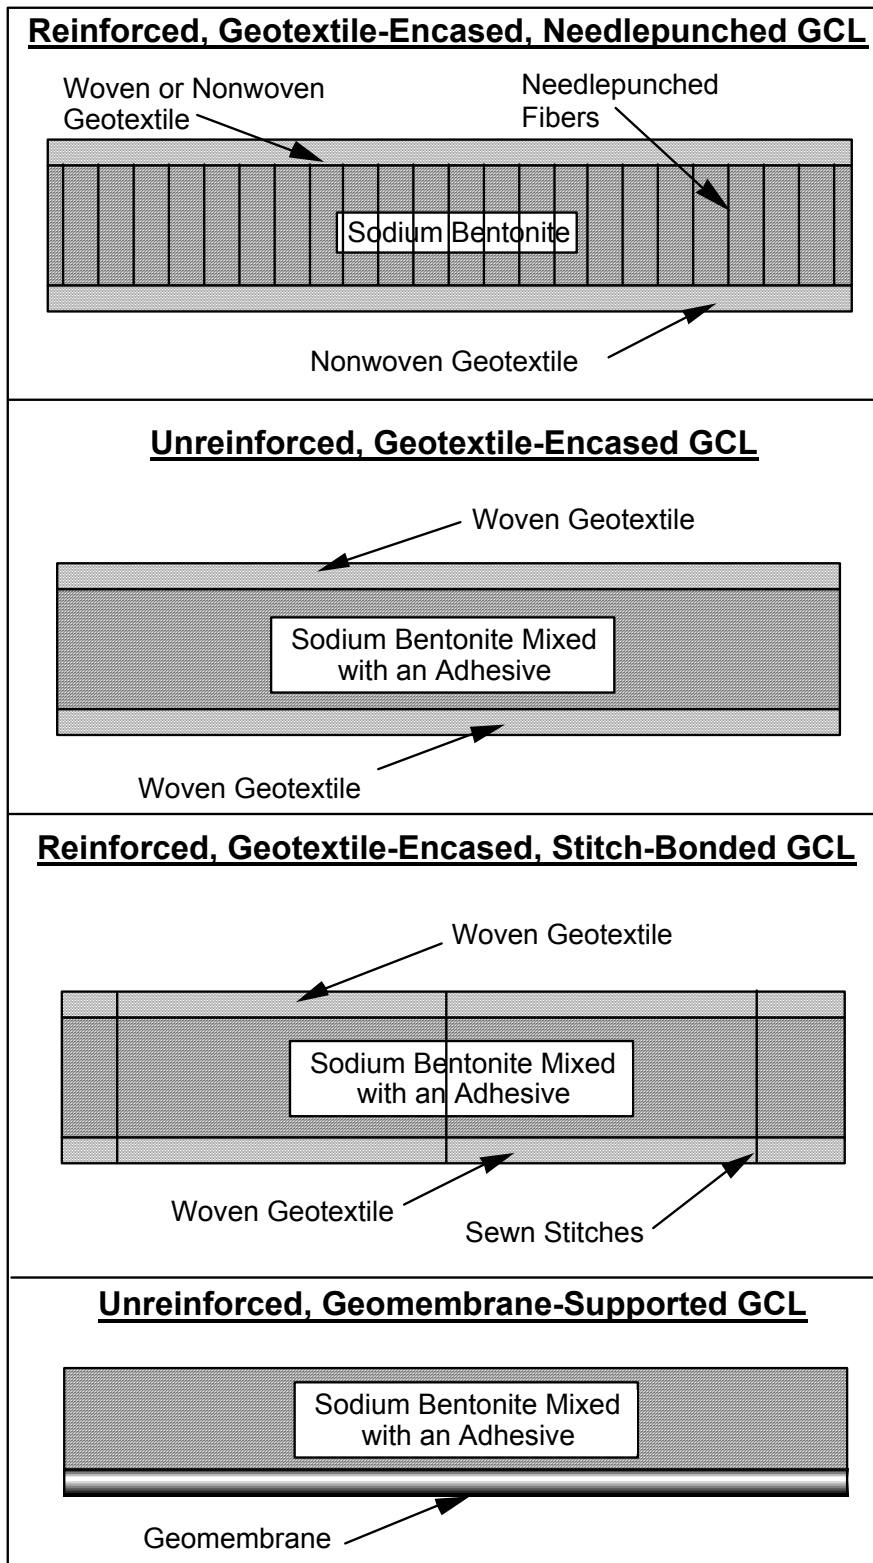 Reinforced, Geotextile-Encased, Needlepunched GCL
Woven or Nonwoven
Geotextile
Needlepunched
Fibers
Sodium Bentonite
Nonwoven Geotextile
Unreinforced, Geotextile-Encased GCL
Woven Geotextile
Sodium Bentonite Mixed
with an Adhesive
Woven Geotextile
Reinforced, Geotextile-Encased, Stitch-Bonded GCL
Woven Geotextile
Sodium Bentonite Mixed
with an Adhesive
Woven Geotextile
Sewn Stitches
Unreinforced, Geomembrane-Supported GCL
Sodium Bentonite Mixed
with an Adhesive
Geomembrane